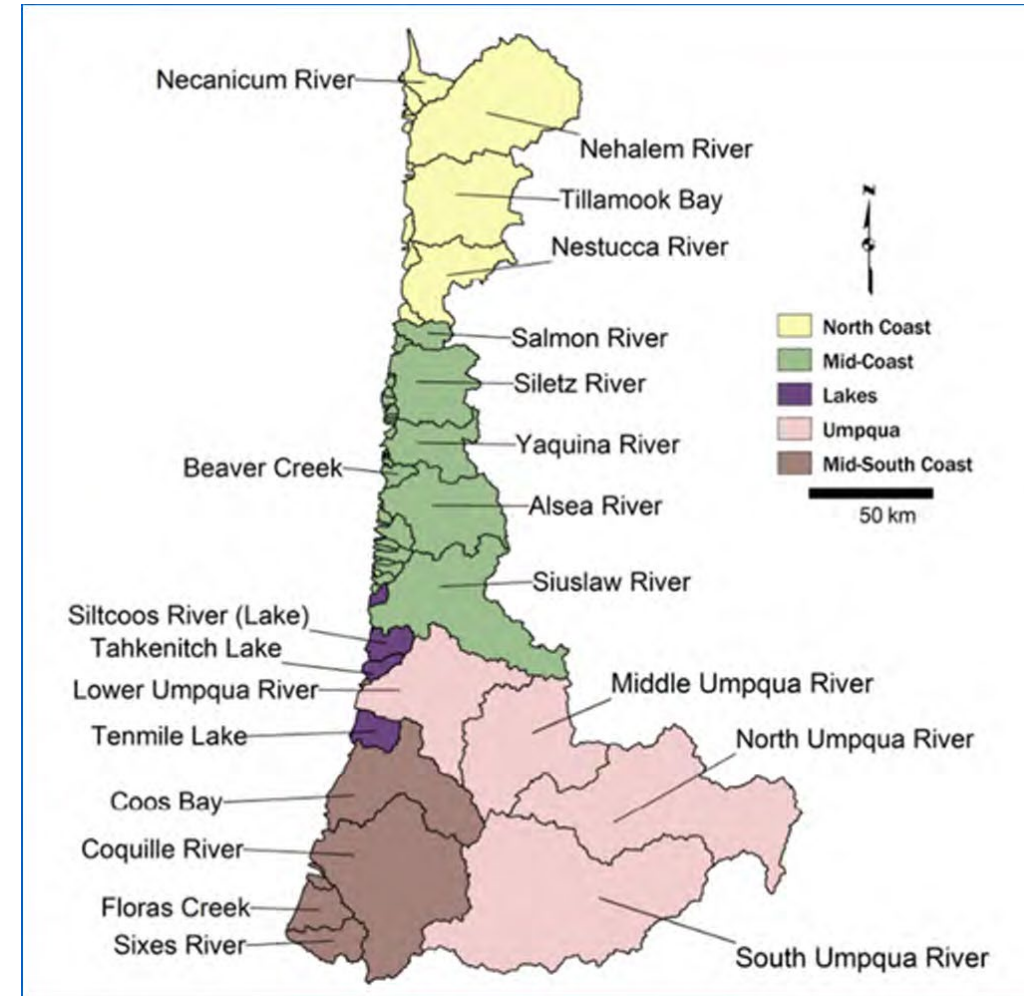 Necanicum River
Nehalem River
Tillamook Bay
N
Nestucca River
North Coast
Salmon River
Mid-Coast
Siletz River
Lakes
Umpqua
Yaquina River
Mid-South Coast
Beaver Creek
Alsea River
50 km
Siuslaw River
Siltcoos River (Lake)
Tahkenitch Lake
Lower Umpqua River
Middle Umpqua River
Tenmile Lake
North Umpqua River
Coos Bay
Coquille River
Floras Creek
Sixes River
South Umpqua River